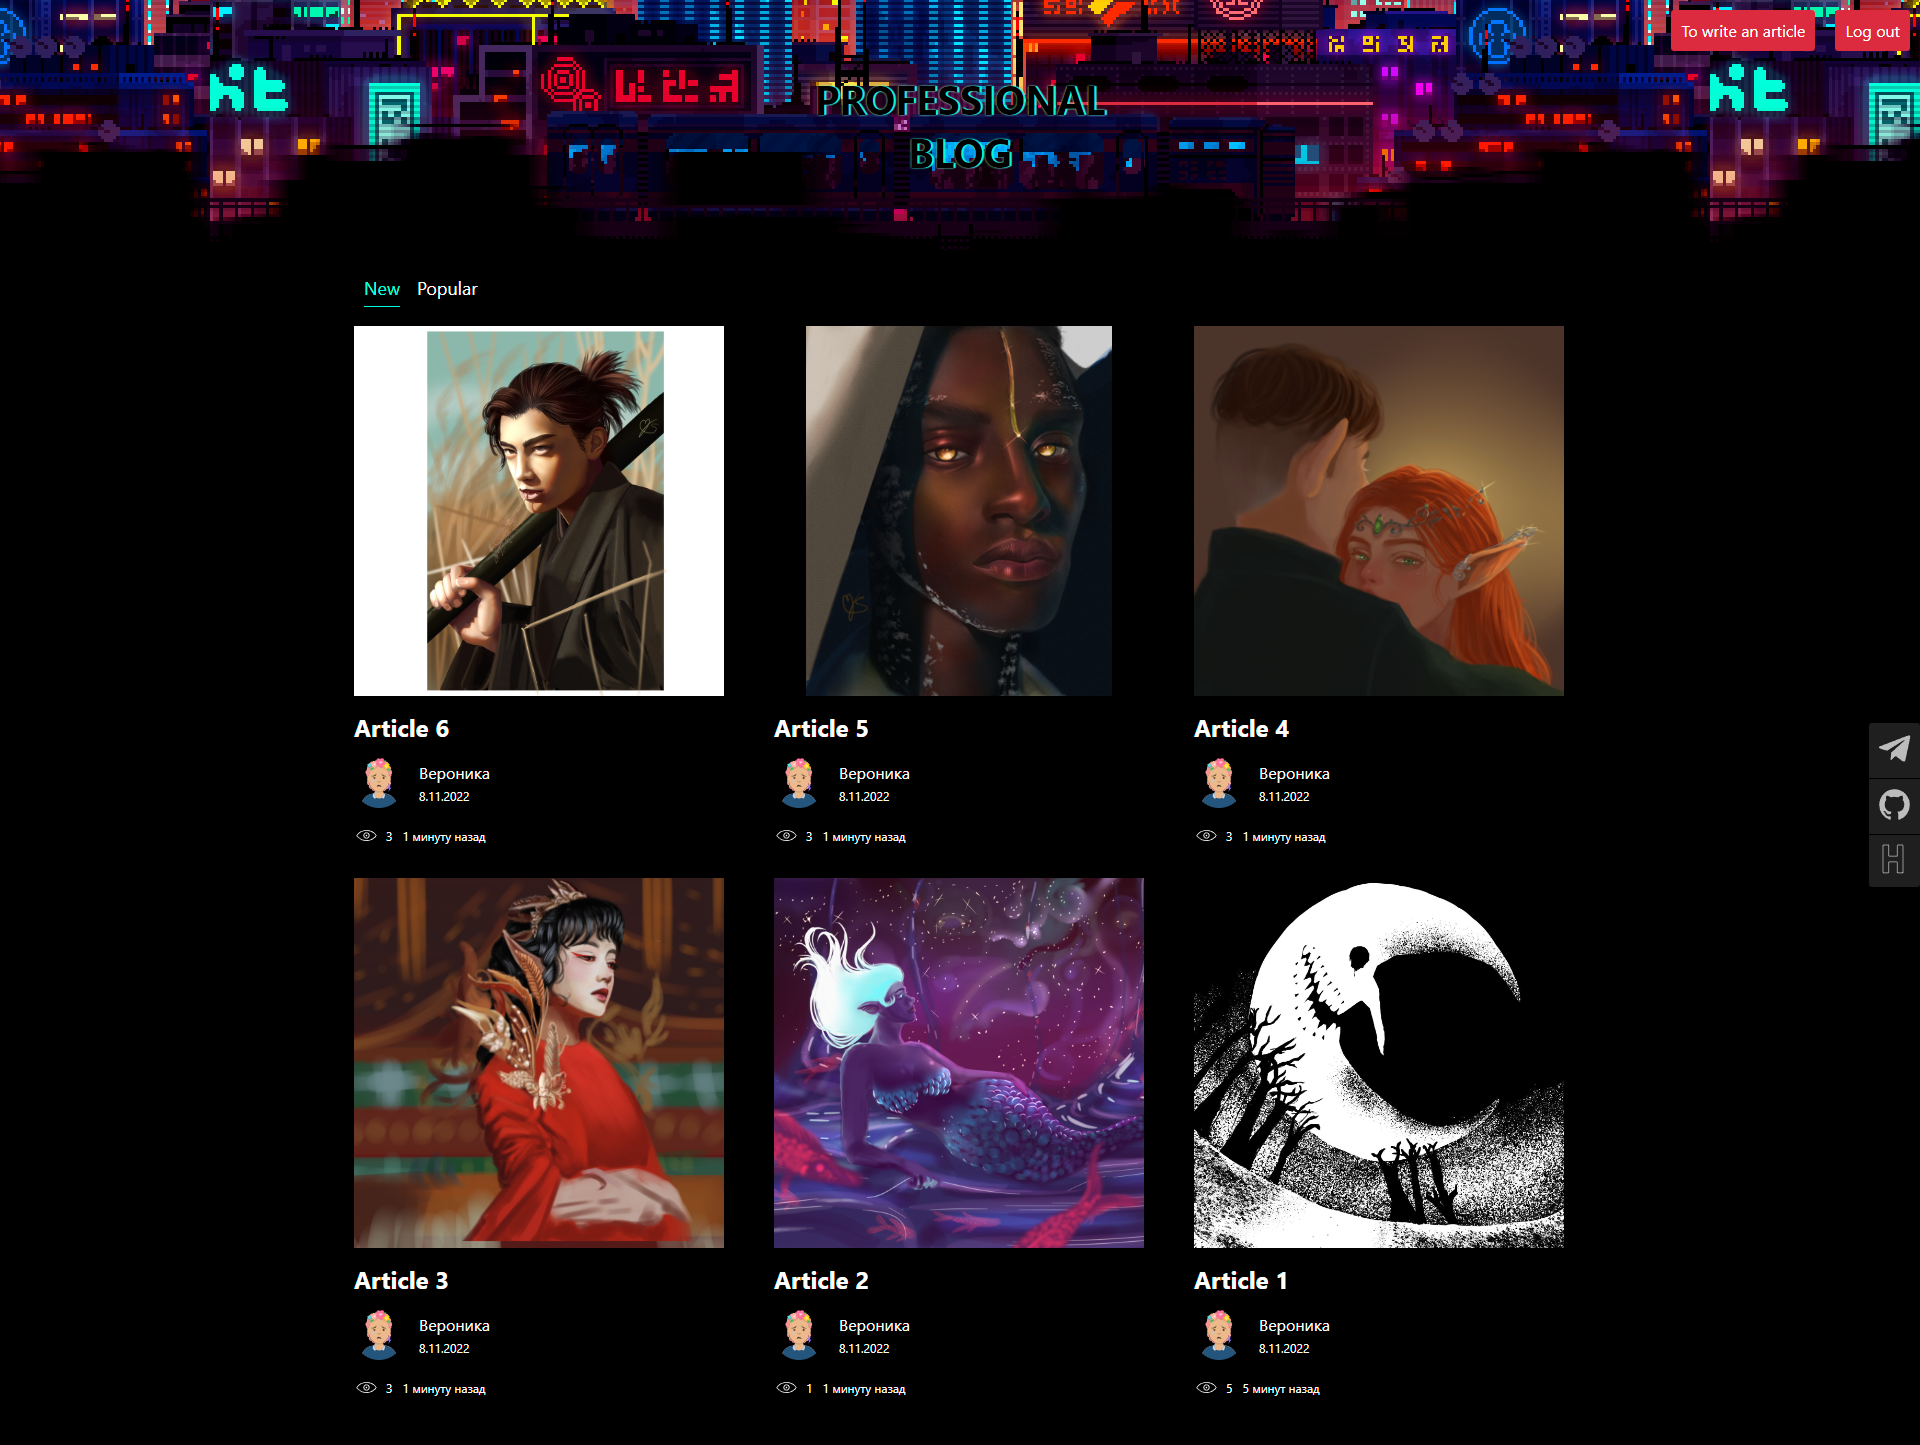 To write an article
Log out
PROFESSIONAL
BLOG
New
Popular
Article 6
Вероника
8.11.2022
3 1 минуту назад
Article 5
Вероника
8.11.2022
3 1 минуту назад
Article 4
Вероника
8.11.2022
3 1 минуту назад
Article 3
Вероника
8.11.2022
3 1 минуту назад
Article 2
Вероника
8.11.2022
1 1 минуту назад
Article 1
Вероника
8.11.2022
5 5 минут назад